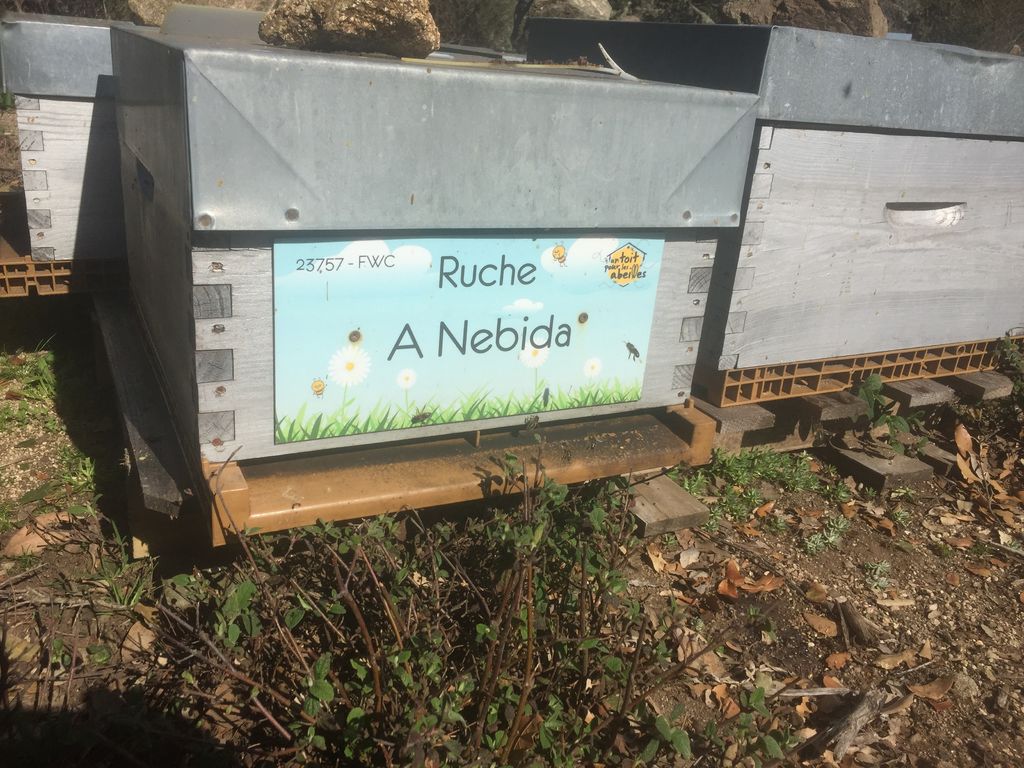 23757 - FWC
Ruche
A Nebida
un toit
pour les
abeilles